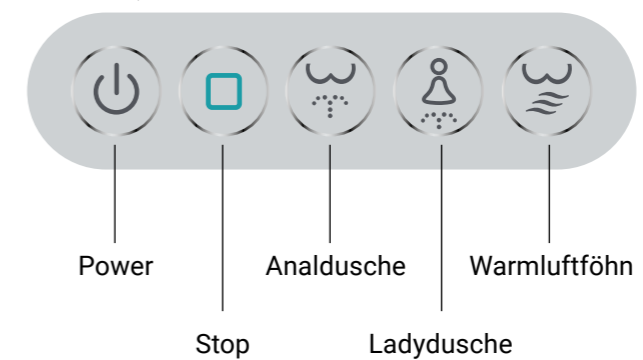 Power
Analdusche
Warmluftföhn
Stop
Ladydusche